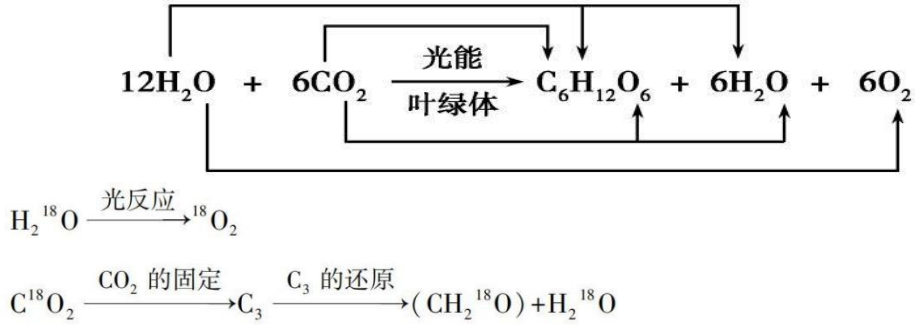 12H₂O + 6CO₂ 光能 叶绿体 C₆H₁₂O₆ + 6H₂O + 6O₂
H₂¹⁸O 光反应 ¹⁸O₂
C¹⁸O₂ CO₂ 的固定 C₃ C₃ 的还原 (CH₂¹⁸O)+H₂¹⁸O